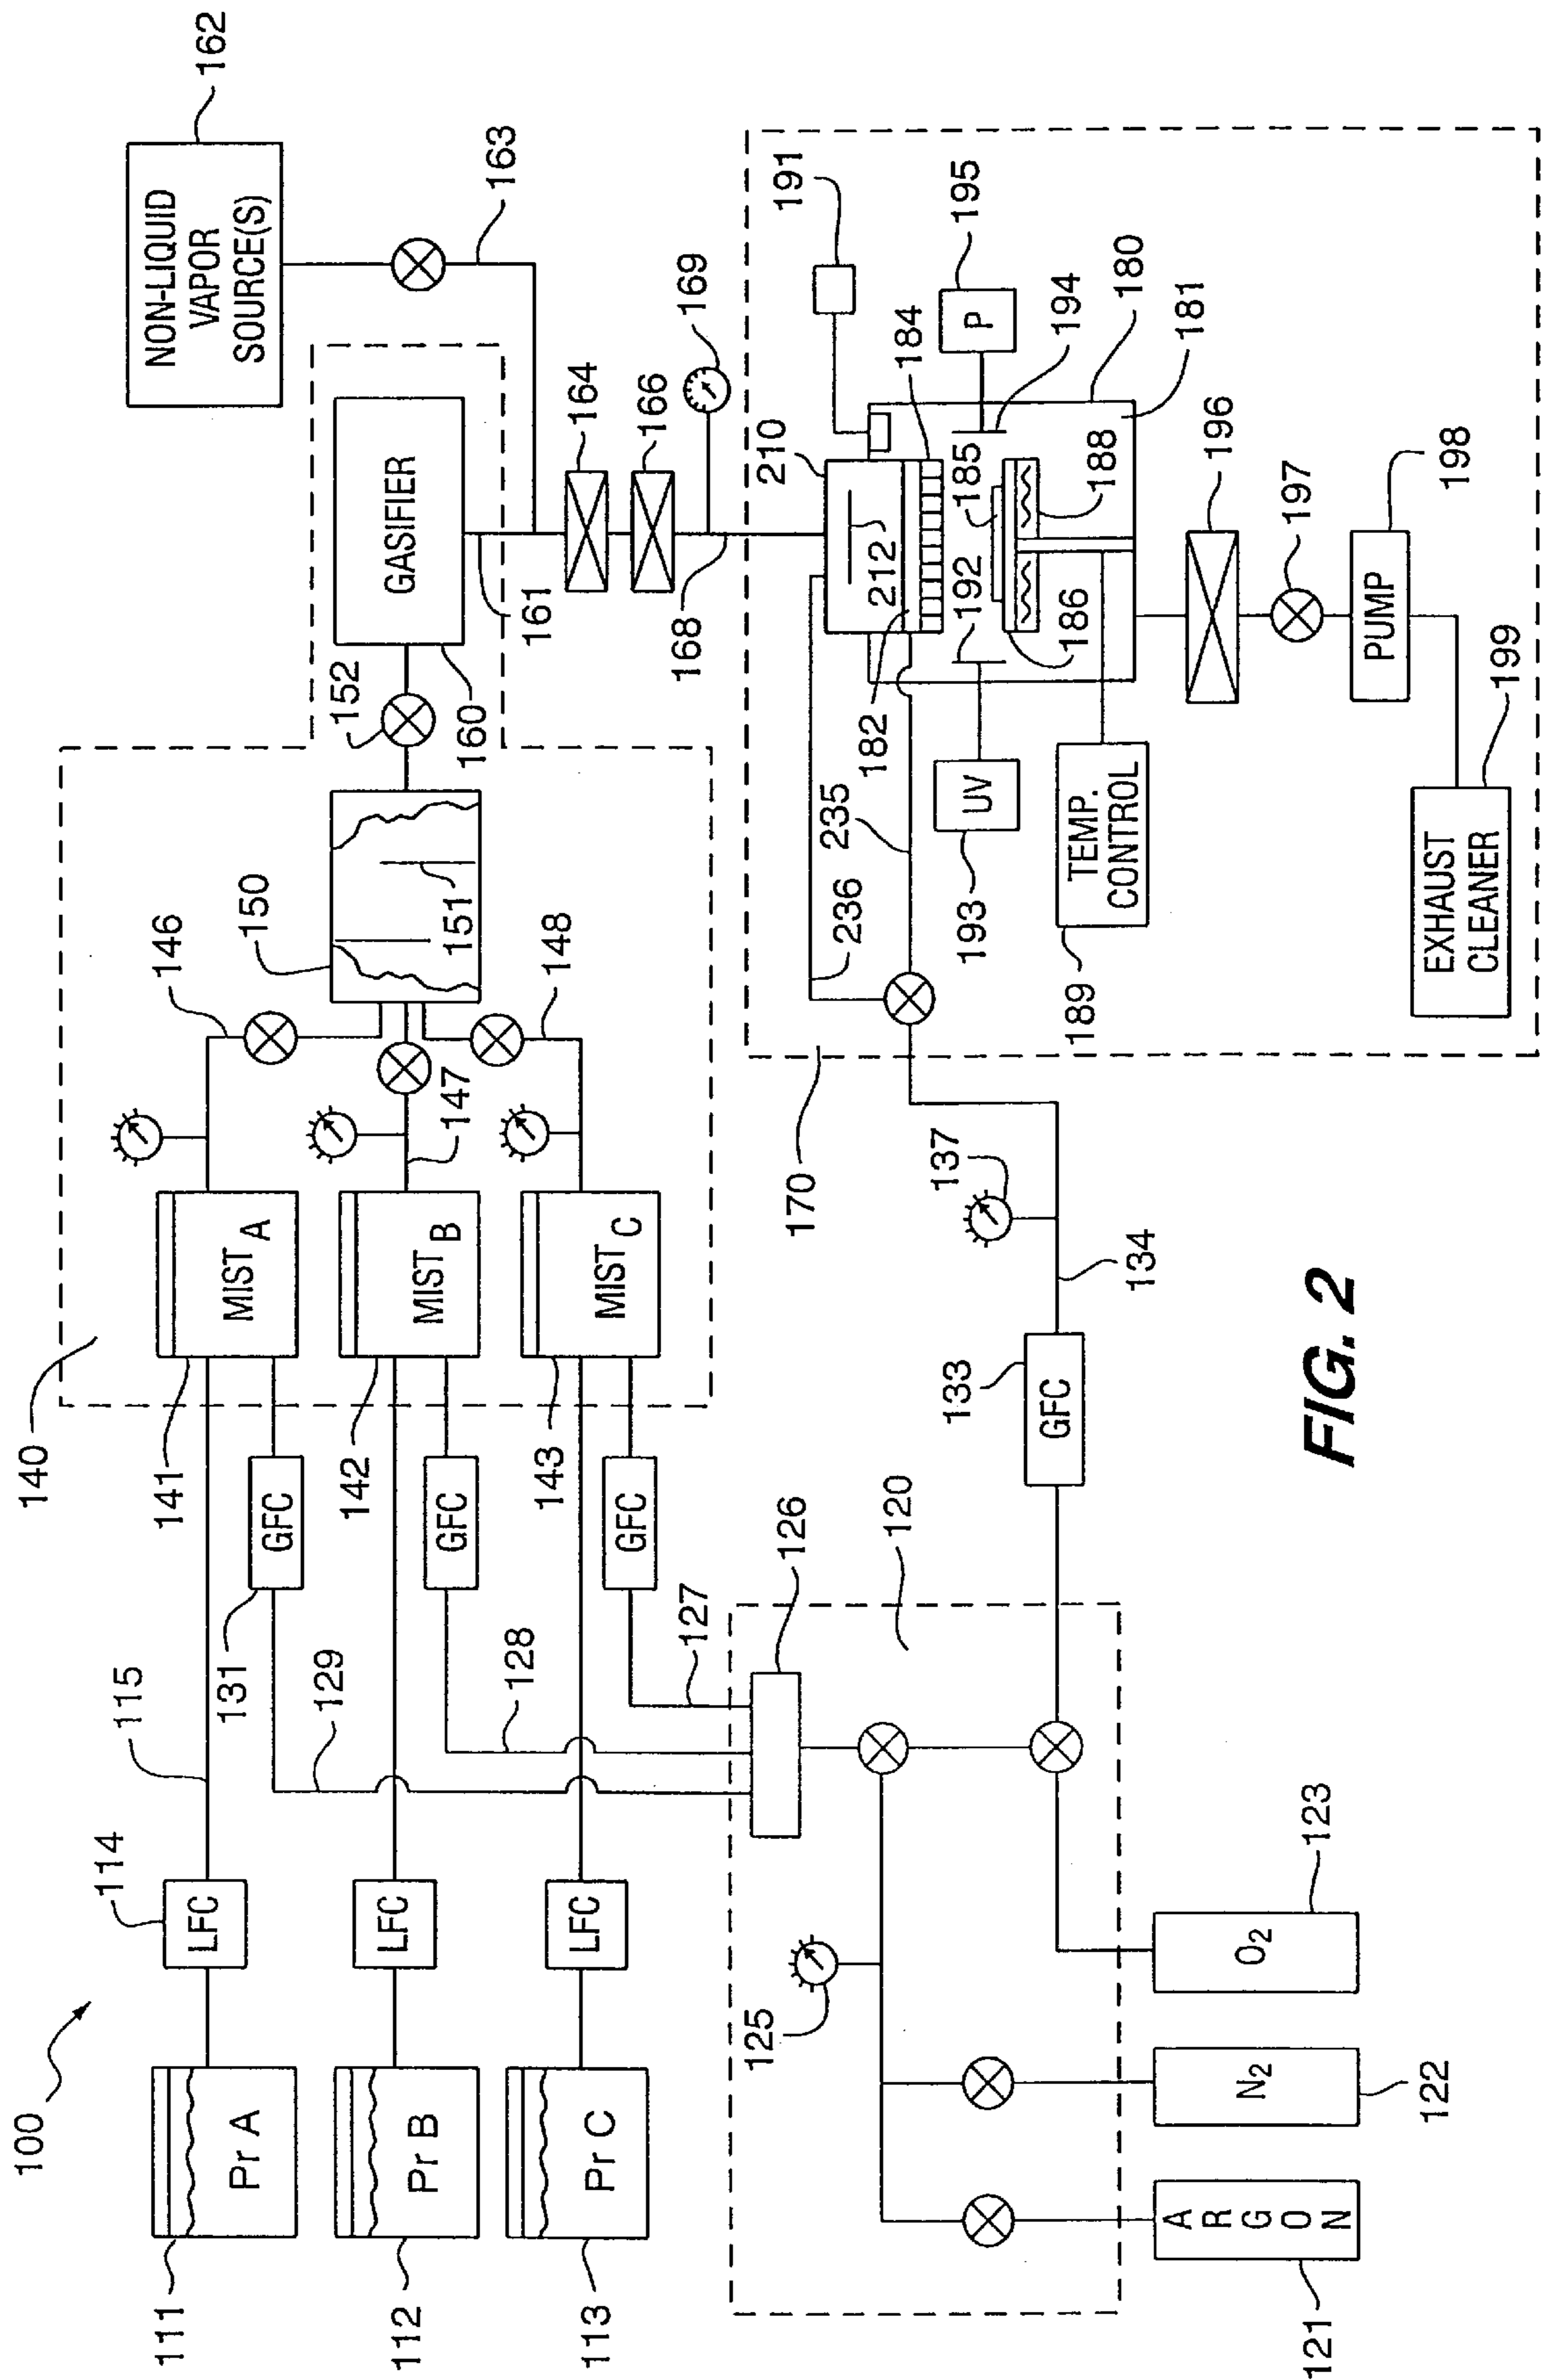 100
111
Pr A
112
Pr B
113
Pr C
114
LFC
LFC
LFC
115
131
GFC
GFC
GFC
129
128
127
126
120
125
121
ARGON
122
N2
123
O2
133
GFC
134
137
140
141
MIST A
142
MIST B
143
MIST C
146
147
148
150
151
152
160
GASIFIER
161
162
NON-LIQUID
VAPOR
SOURCE(S)
163
164
166
168
169
170
210
212
182
184
185
186
188
180
181
191
192
193
UV
194
195
P
189
TEMP.
CONTROL
235
236
196
197
198
PUMP
199
EXHAUST
CLEANER
FIG. 2